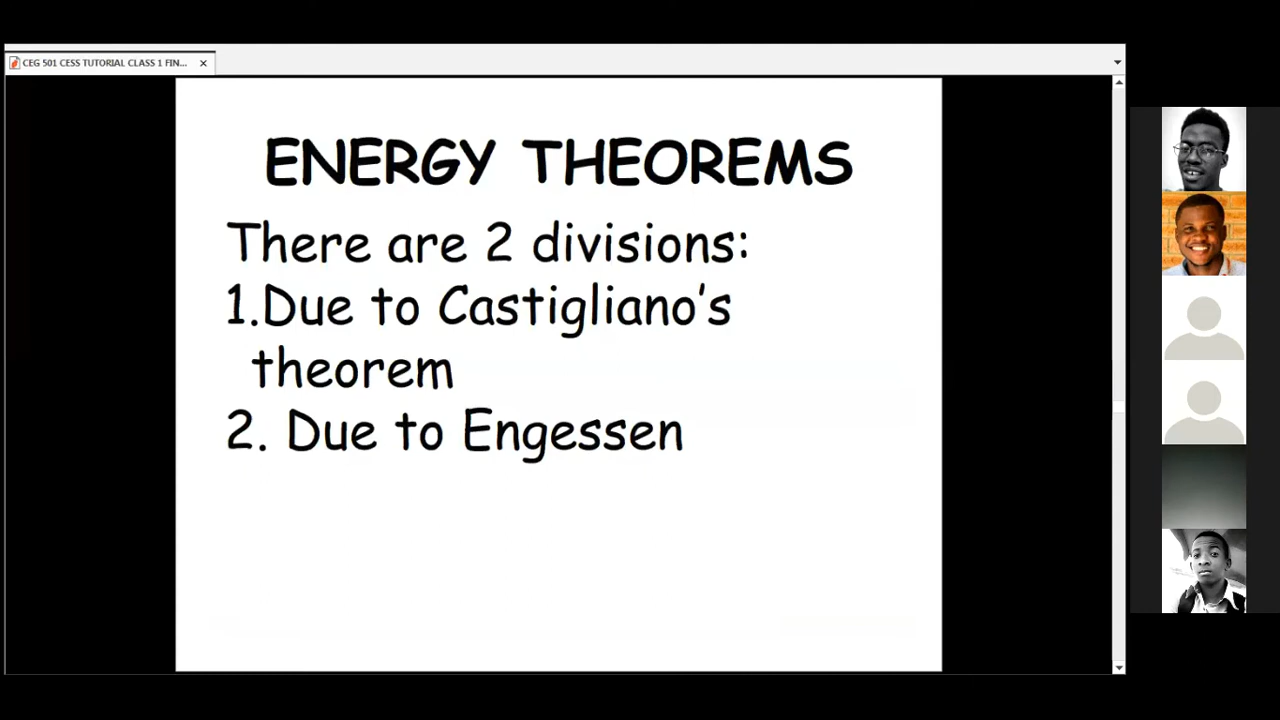 CEG 501 CESS TUTORIAL CLASS 1 FIN...
ENERGY THEOREMS
There are 2 divisions:
1.Due to Castigliano's
theorem
2. Due to Engessen